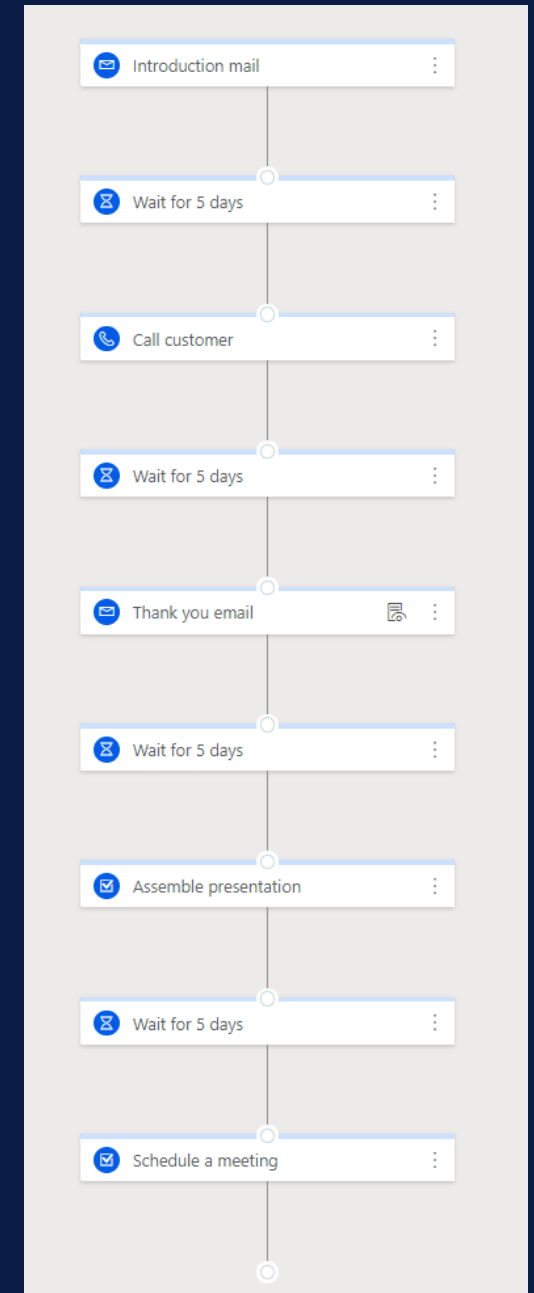 Introduction mail
Wait for 5 days
Call customer
Wait for 5 days
Thank you email
Wait for 5 days
Assemble presentation
Wait for 5 days
Schedule a meeting